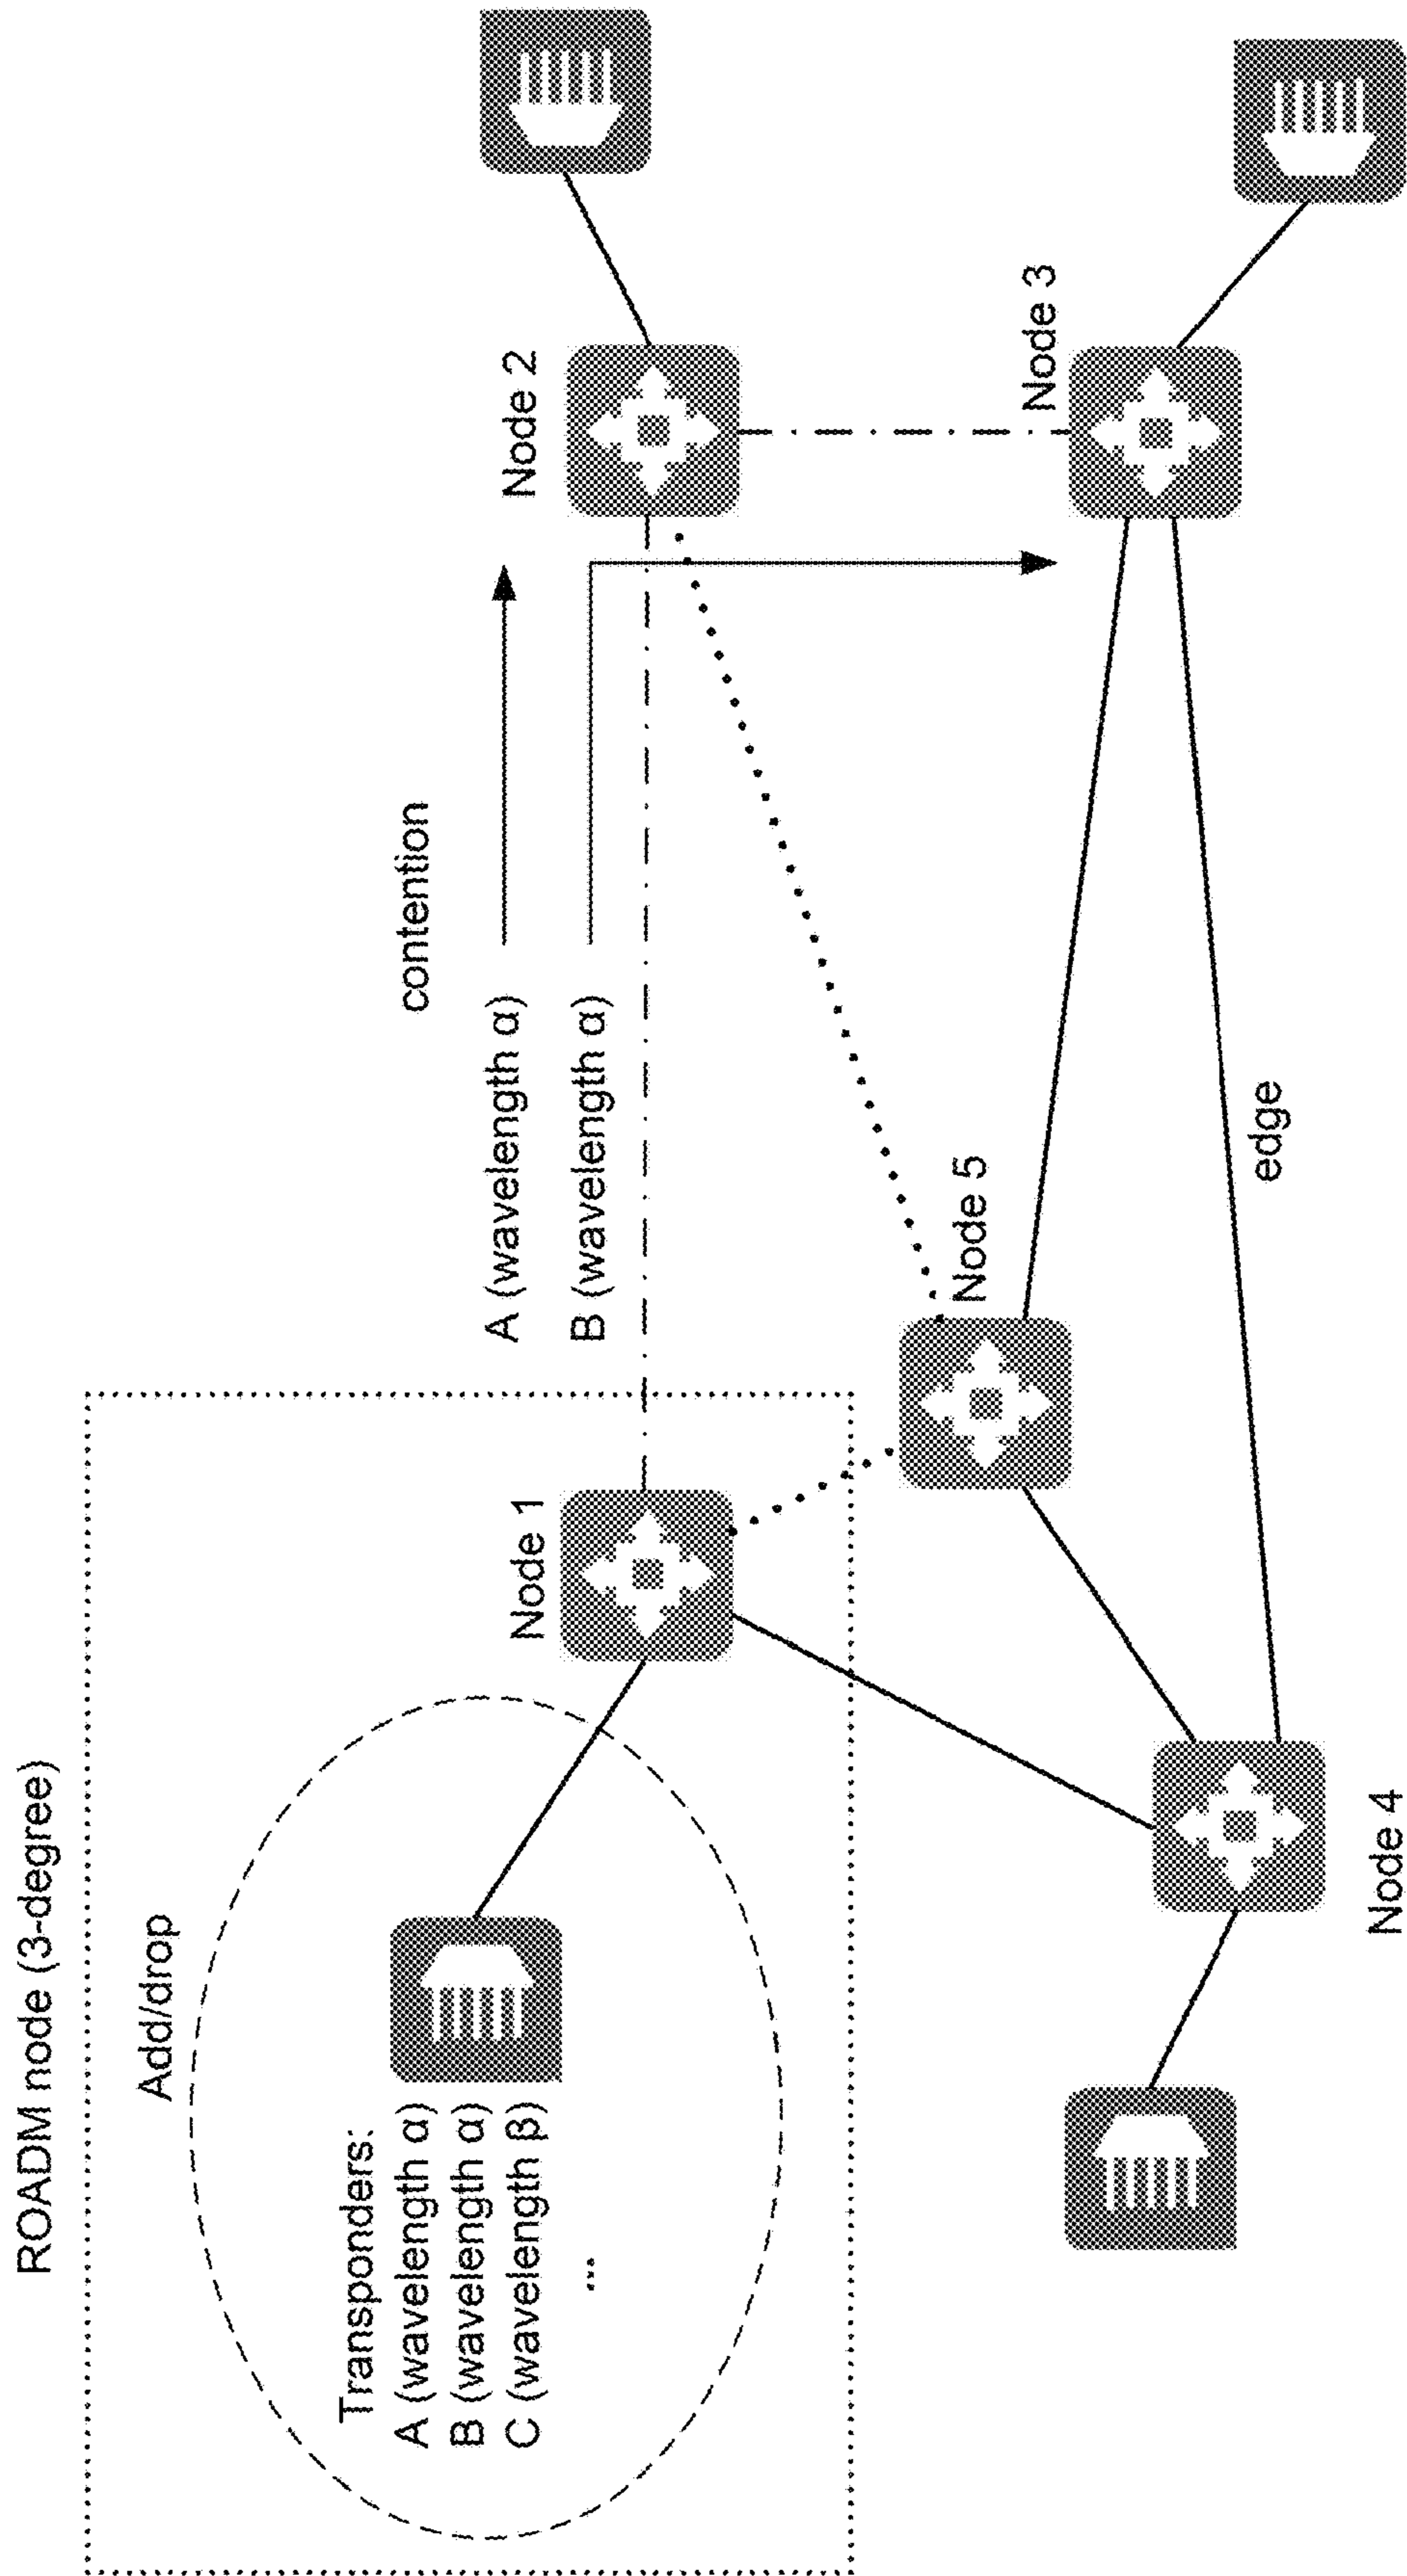 ROADM node (3-degree)
Add/drop
Transponders:
A (wavelength α)
B (wavelength α)
C (wavelength β)
...
Node 1
contention
A (wavelength α)
B (wavelength α)
Node 2
Node 5
Node 3
edge
Node 4